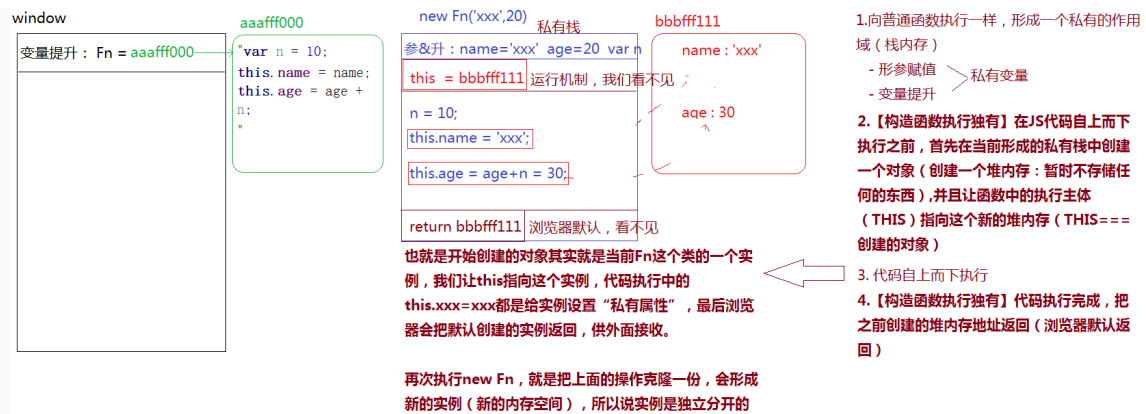 window
变量提升： Fn = aaafff000
aaafff000
"var n = 10;
this.name = name;
this.age = age +
n;
"
new Fn('xxx',20)
私有栈
参&升：name='xxx' age=20 var n
this = bbbfff111 运行机制，我们看不见
n = 10;
this.name = 'xxx';
this.age = age+n = 30;
return bbbfff111 浏览器默认，看不见
bbbfff111
name : 'xxx'
age : 30
也就是开始创建的对象其实就是当前Fn这个类的一个实
例，我们让this指向这个实例，代码执行中的
this.xxx=xxx都是给实例设置“私有属性”，最后浏览
器会把默认创建的实例返回，供外面接收。
再次执行new Fn，就是把上面的操作克隆一份，会形成
新的实例（新的内存空间），所以说实例是独立分开的
1.向普通函数执行一样，形成一个私有的作用
域（栈内存）
- 形参赋值
- 变量提升
私有变量
2.【构造函数执行独有】在JS代码自上而下
执行之前，首先在当前形成的私有栈中创建
一个对象（创建一个堆内存：暂时不存储任
何的东西）,并且让函数中的执行主体
（THIS）指向这个新的堆内存（THIS===
创建的对象）
3. 代码自上而下执行
4.【构造函数执行独有】代码执行完成，把
之前创建的堆内存地址返回（浏览器默认返
回）